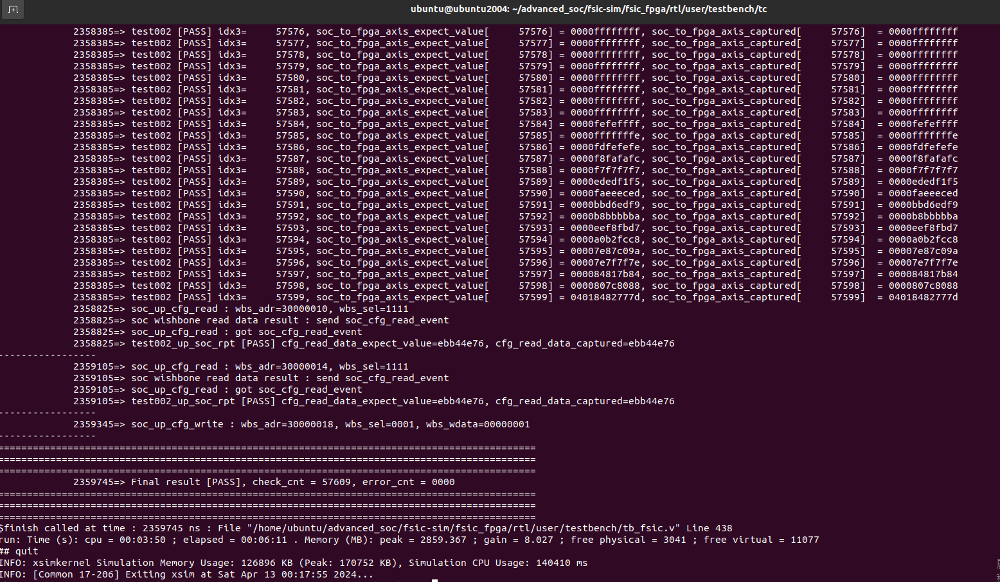 ubuntu@ubuntu2004: ~/advanced_soc/fsic-sim/fsic_fpga/rtl/user/testbench/tc
2358385=> test002 [PASS] idx3=     57576, soc_to_fpga_axis_expect_value[     57576] = 0000ffffffff, soc_to_fpga_axis_captured[     57576]  = 0000ffffffff
2358385=> test002 [PASS] idx3=     57577, soc_to_fpga_axis_expect_value[     57577] = 0000ffffffff, soc_to_fpga_axis_captured[     57577]  = 0000ffffffff
2358385=> test002 [PASS] idx3=     57578, soc_to_fpga_axis_expect_value[     57578] = 0000ffffffff, soc_to_fpga_axis_captured[     57578]  = 0000ffffffff
2358385=> test002 [PASS] idx3=     57579, soc_to_fpga_axis_expect_value[     57579] = 0000ffffffff, soc_to_fpga_axis_captured[     57579]  = 0000ffffffff
2358385=> test002 [PASS] idx3=     57580, soc_to_fpga_axis_expect_value[     57580] = 0000ffffffff, soc_to_fpga_axis_captured[     57580]  = 0000ffffffff
2358385=> test002 [PASS] idx3=     57581, soc_to_fpga_axis_expect_value[     57581] = 0000ffffffff, soc_to_fpga_axis_captured[     57581]  = 0000ffffffff
2358385=> test002 [PASS] idx3=     57582, soc_to_fpga_axis_expect_value[     57582] = 0000ffffffff, soc_to_fpga_axis_captured[     57582]  = 0000ffffffff
2358385=> test002 [PASS] idx3=     57583, soc_to_fpga_axis_expect_value[     57583] = 0000ffffffff, soc_to_fpga_axis_captured[     57583]  = 0000ffffffff
2358385=> test002 [PASS] idx3=     57584, soc_to_fpga_axis_expect_value[     57584] = 0000fefeffff, soc_to_fpga_axis_captured[     57584]  = 0000fefeffff
2358385=> test002 [PASS] idx3=     57585, soc_to_fpga_axis_expect_value[     57585] = 0000fffffffe, soc_to_fpga_axis_captured[     57585]  = 0000fffffffe
2358385=> test002 [PASS] idx3=     57586, soc_to_fpga_axis_expect_value[     57586] = 0000fdfefefe, soc_to_fpga_axis_captured[     57586]  = 0000fdfefefe
2358385=> test002 [PASS] idx3=     57587, soc_to_fpga_axis_expect_value[     57587] = 0000f8fafafc, soc_to_fpga_axis_captured[     57587]  = 0000f8fafafc
2358385=> test002 [PASS] idx3=     57588, soc_to_fpga_axis_expect_value[     57588] = 0000f7f7f7f7, soc_to_fpga_axis_captured[     57588]  = 0000f7f7f7f7
2358385=> test002 [PASS] idx3=     57589, soc_to_fpga_axis_expect_value[     57589] = 0000ededf1f5, soc_to_fpga_axis_captured[     57589]  = 0000ededf1f5
2358385=> test002 [PASS] idx3=     57590, soc_to_fpga_axis_expect_value[     57590] = 0000faeeeced, soc_to_fpga_axis_captured[     57590]  = 0000faeeeced
2358385=> test002 [PASS] idx3=     57591, soc_to_fpga_axis_expect_value[     57591] = 0000bbd6edf9, soc_to_fpga_axis_captured[     57591]  = 0000bbd6edf9
2358385=> test002 [PASS] idx3=     57592, soc_to_fpga_axis_expect_value[     57592] = 0000b8bbbbba, soc_to_fpga_axis_captured[     57592]  = 0000b8bbbbba
2358385=> test002 [PASS] idx3=     57593, soc_to_fpga_axis_expect_value[     57593] = 0000eef8fbd7, soc_to_fpga_axis_captured[     57593]  = 0000eef8fbd7
2358385=> test002 [PASS] idx3=     57594, soc_to_fpga_axis_expect_value[     57594] = 0000a0b2fcc8, soc_to_fpga_axis_captured[     57594]  = 0000a0b2fcc8
2358385=> test002 [PASS] idx3=     57595, soc_to_fpga_axis_expect_value[     57595] = 00007e87c09a, soc_to_fpga_axis_captured[     57595]  = 00007e87c09a
2358385=> test002 [PASS] idx3=     57596, soc_to_fpga_axis_expect_value[     57596] = 00007e7f7f7e, soc_to_fpga_axis_captured[     57596]  = 00007e7f7f7e
2358385=> test002 [PASS] idx3=     57597, soc_to_fpga_axis_expect_value[     57597] = 000084817b84, soc_to_fpga_axis_captured[     57597]  = 000084817b84
2358385=> test002 [PASS] idx3=     57598, soc_to_fpga_axis_expect_value[     57598] = 0000807c8088, soc_to_fpga_axis_captured[     57598]  = 0000807c8088
2358385=> test002 [PASS] idx3=     57599, soc_to_fpga_axis_expect_value[     57599] = 04018482777d, soc_to_fpga_axis_captured[     57599]  = 04018482777d
2358825=> soc_up_cfg_read : wbs_adr=30000010, wbs_sel=1111
2358825=> soc wishbone read data result : send soc_cfg_read_event
2358825=> soc_up_cfg_read : got soc_cfg_read_event
2358825=> test002_up_soc_rpt [PASS] cfg_read_data_expect_value=ebb44e76, cfg_read_data_captured=ebb44e76
-----------------
2359105=> soc_up_cfg_read : wbs_adr=30000014, wbs_sel=1111
2359105=> soc wishbone read data result : send soc_cfg_read_event
2359105=> soc_up_cfg_read : got soc_cfg_read_event
2359105=> test002_up_soc_rpt [PASS] cfg_read_data_expect_value=ebb44e76, cfg_read_data_captured=ebb44e76
-----------------
2359345=> soc_up_cfg_write : wbs_adr=30000018, wbs_sel=0001, wbs_wdata=00000001
-----------------
=============================================================================================
=============================================================================================
=============================================================================================
2359745=> Final result [PASS], check_cnt = 57609, error_cnt = 0000
=============================================================================================
=============================================================================================
=============================================================================================
$finish called at time : 2359745 ns : File "/home/ubuntu/advanced_soc/fsic-sim/fsic_fpga/rtl/user/testbench/tb_fsic.v" Line 438
run: Time (s): cpu = 00:03:50 ; elapsed = 00:06:11 . Memory (MB): peak = 2859.367 ; gain = 8.027 ; free physical = 3041 ; free virtual = 11077
## quit
INFO: xsimkernel Simulation Memory Usage: 126896 KB (Peak: 170752 KB), Simulation CPU Usage: 140410 ms
INFO: [Common 17-206] Exiting xsim at Sat Apr 13 00:17:55 2024...